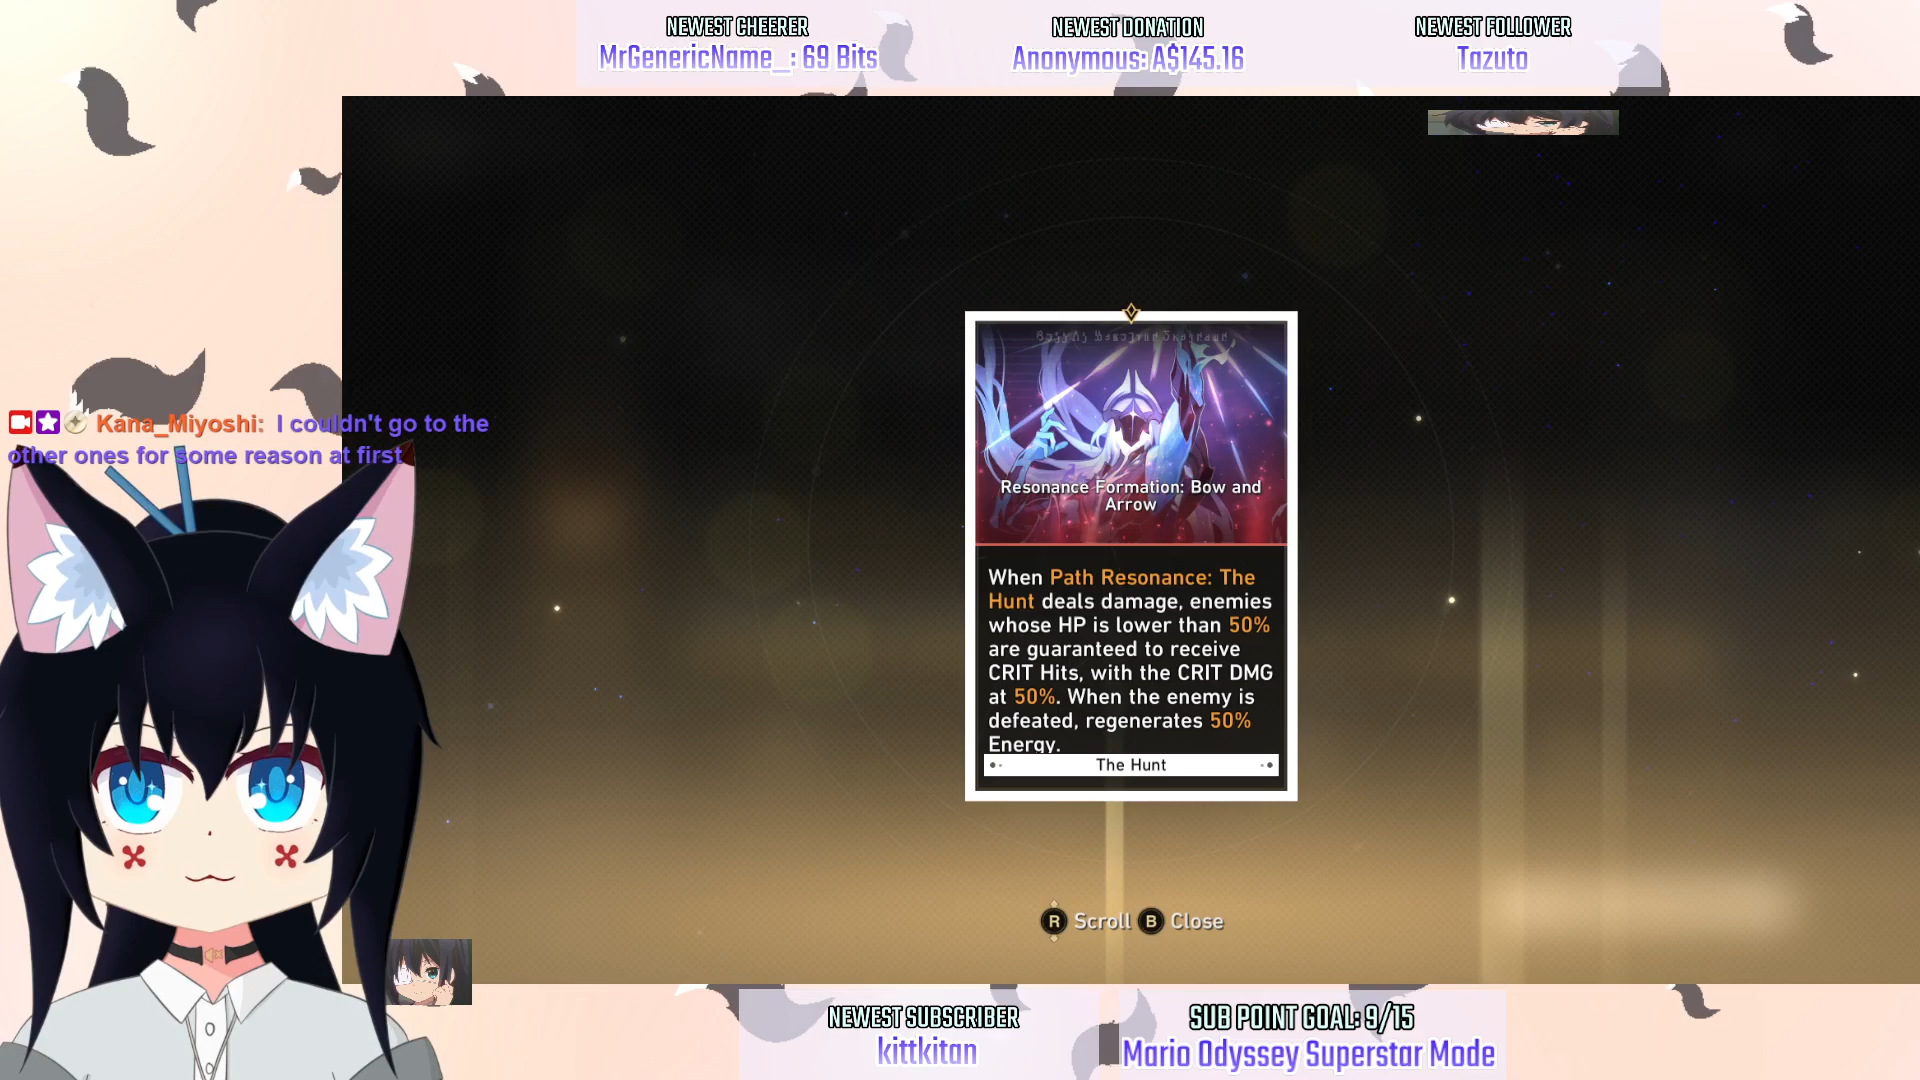 NEWEST CHEERER
MrGenericName_: 69 Bits
NEWEST DONATION
Anonymous: A$145.16
NEWEST FOLLOWER
Tazuto
Kana_Miyoshi: I couldn't go to the
other ones for some reason at first
Resonance Formation: Bow and
Arrow
When Path Resonance: The
Hunt deals damage, enemies
whose HP is lower than 50%
are guaranteed to receive
CRIT Hits, with the CRIT DMG
at 50%. When the enemy is
defeated, regenerates 50%
Energy.
The Hunt
R Scroll B Close
NEWEST SUBSCRIBER
kittkitan
SUB POINT GOAL: 9/15
Mario Odyssey Superstar Mode